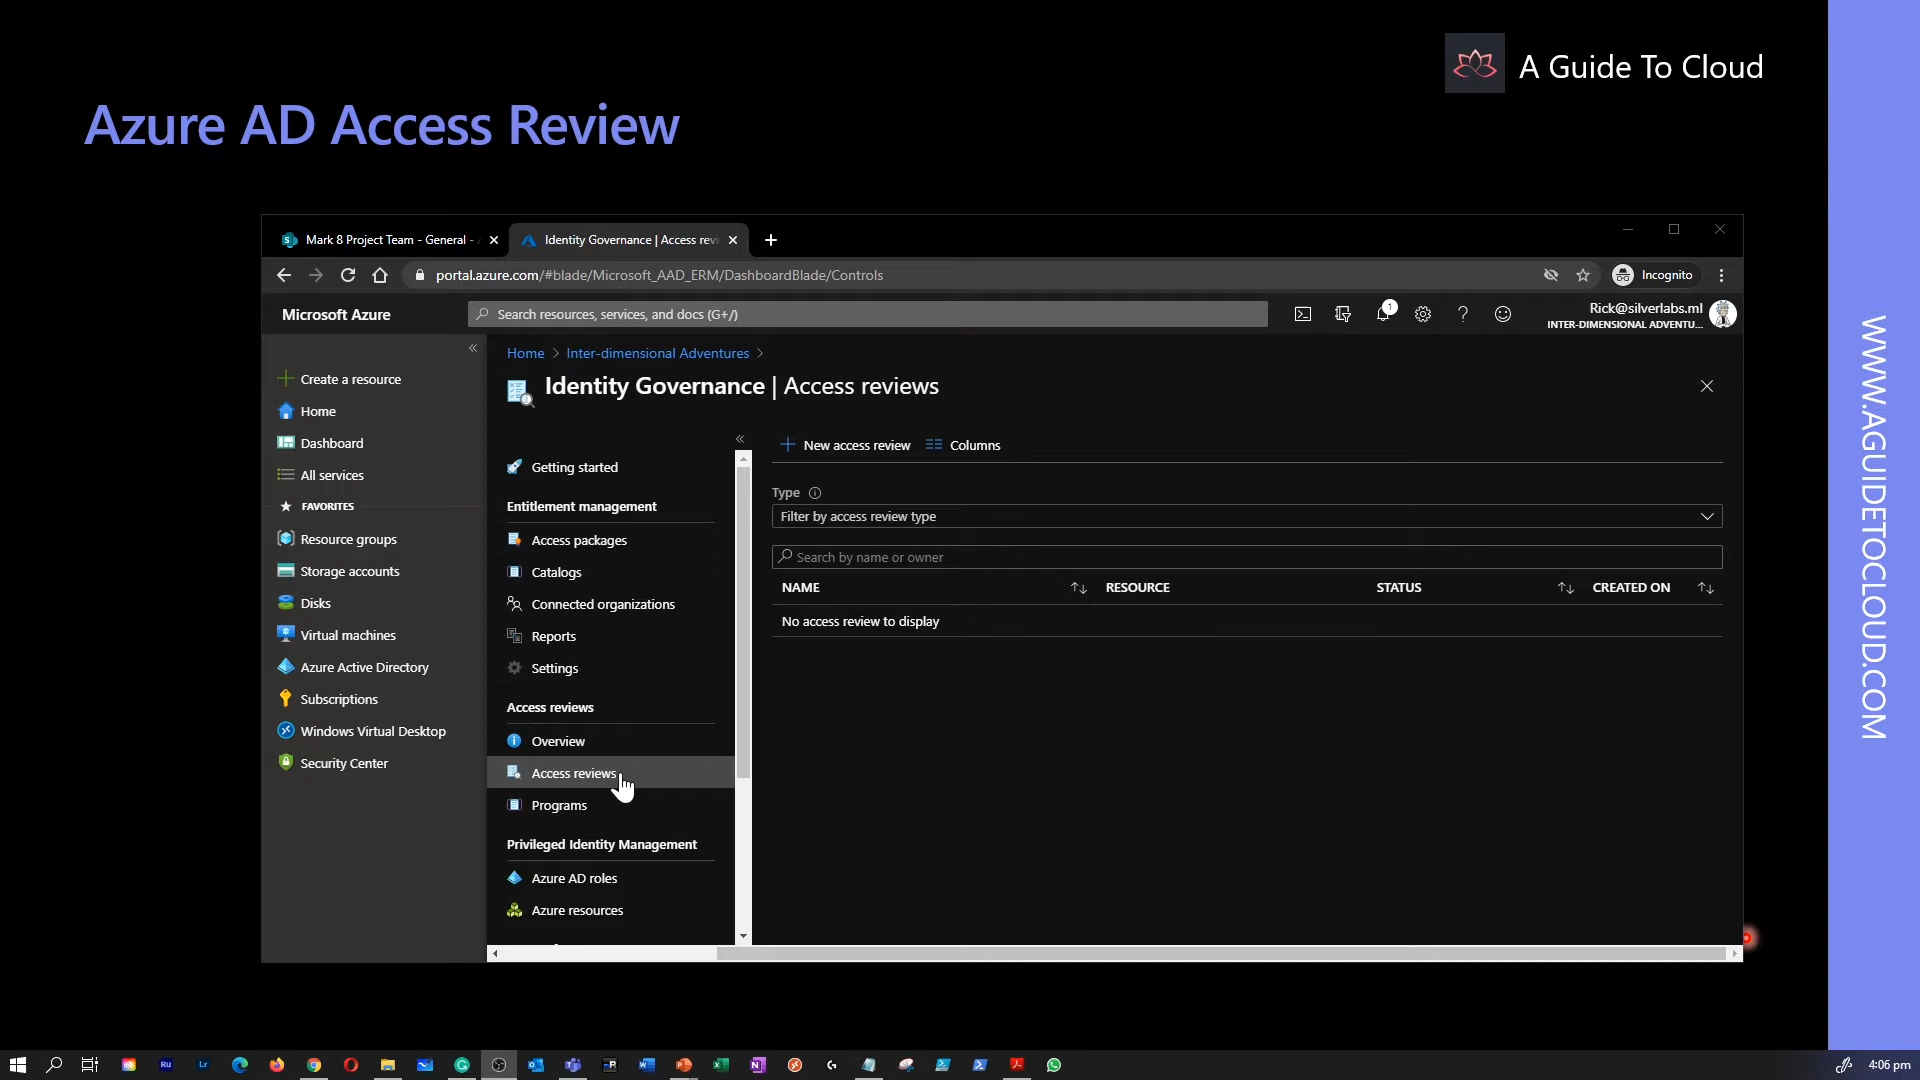 A Guide To Cloud
Azure AD Access Review
WWW.AGUIDETOCLOUD.COM
Mark 8 Project Team - General -
Identity Governance | Access revi
portal.azure.com/#blade/Microsoft_AAD_ERM/DashboardBlade/Controls
Incognito
Microsoft Azure
Search resources, services, and docs (G+/)
1
Rick@silverlabs.ml
INTER-DIMENSIONAL ADVENTU...
Create a resource
Home
Dashboard
All services
FAVORITES
Resource groups
Storage accounts
Disks
Virtual machines
Azure Active Directory
Subscriptions
Windows Virtual Desktop
Security Center
Home > Inter-dimensional Adventures >
Identity Governance | Access reviews
Getting started
Entitlement management
Access packages
Catalogs
Connected organizations
Reports
Settings
Access reviews
Overview
Access reviews
Programs
Privileged Identity Management
Azure AD roles
Azure resources
New access review
Columns
Type
Filter by access review type
Search by name or owner
NAME RESOURCE STATUS CREATED ON
No access review to display
4:06 pm